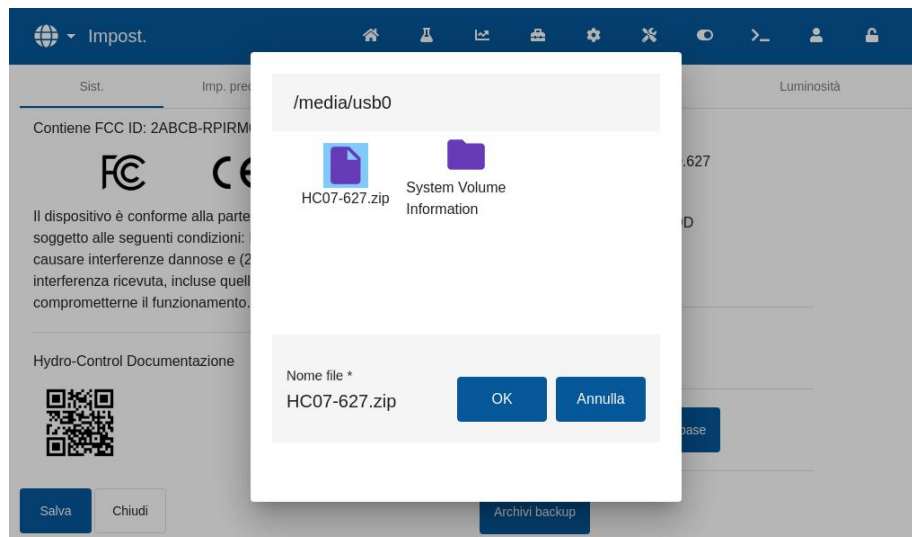 Impost.
Sist.
Imp. pred
Luminosità
Contiene FCC ID: 2ABCB-RPIRM
FC CE
Il dispositivo è conforme alla parte
soggetto alle seguenti condizioni:
causare interferenze dannose e (2
interferenza ricevuta, incluse quell
comprometterne il funzionamento.
Hydro-Control Documentazione
Salva
Chiudi
/media/usb0
HC07-627.zip
System Volume
Information
Nome file *
HC07-627.zip
OK
Annulla
.627
D
base
Archivi backup